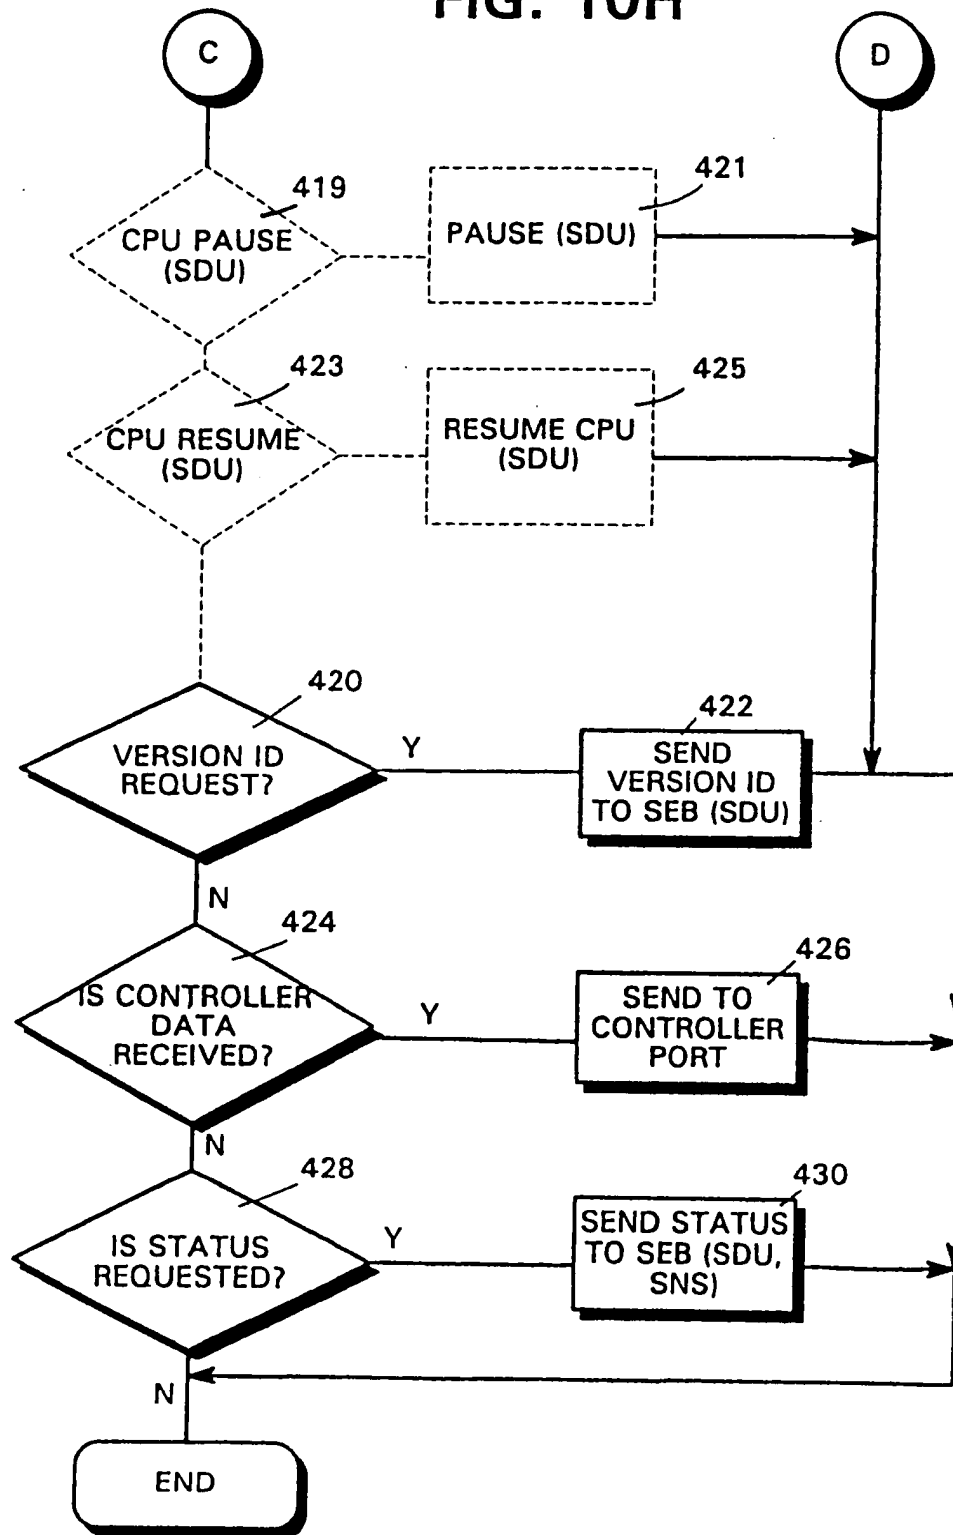 FIG. 10H
C
D
419
CPU PAUSE
(SDU)
421
PAUSE (SDU)
423
CPU RESUME
(SDU)
425
RESUME CPU
(SDU)
420
VERSION ID
REQUEST?
Y
422
SEND
VERSION ID
TO SEB (SDU)
N
424
IS CONTROLLER
DATA
RECEIVED?
Y
426
SEND TO
CONTROLLER
PORT
N
428
IS STATUS
REQUESTED?
Y
430
SEND STATUS
TO SEB (SDU,
SNS)
N
END